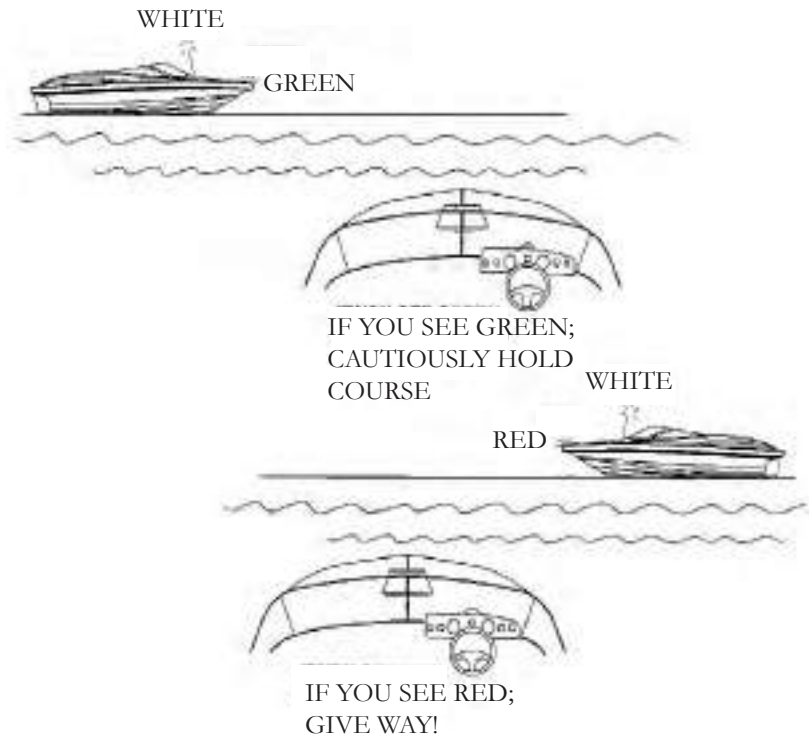 WHITE
GREEN
IF YOU SEE GREEN;
CAUTIOUSLY HOLD
COURSE
WHITE
RED
IF YOU SEE RED;
GIVE WAY!